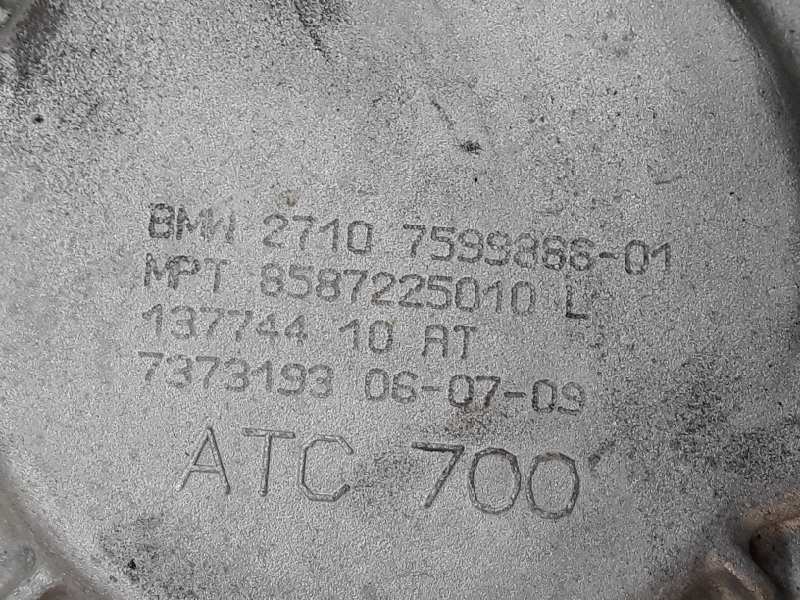 BMW 2710 7599886-01
MPT 8587225010 L
137744 10 AT
7373193 06-07-09
ATC 700